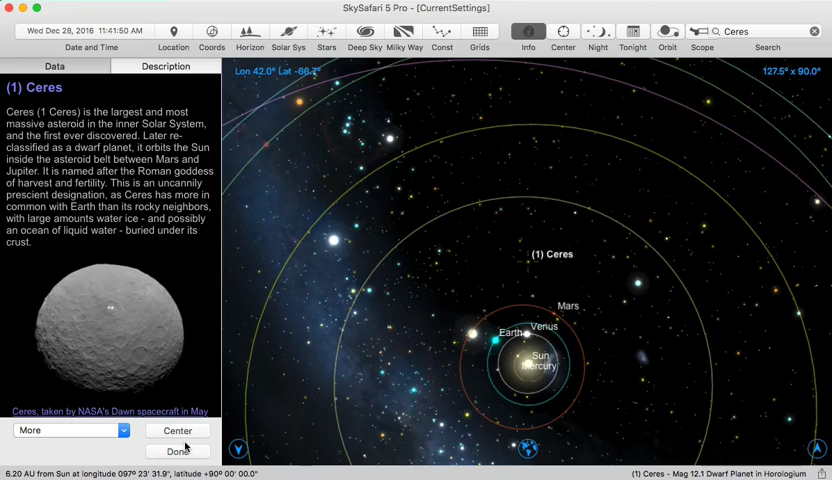 SkySafari 5 Pro - [CurrentSettings]
Wed Dec 28, 2016 11:41:50 AM
Ceres
Date and Time Location Coords Horizon Solar Sys Stars Deep Sky Milky Way Const Grids Info Center Night Tonight Orbit Scope Search
Data Description
(1) Ceres
Ceres (1 Ceres) is the largest and most
massive asteroid in the inner Solar System,
and the first ever discovered. Later re-
classified as a dwarf planet, it orbits the Sun
inside the asteroid belt between Mars and
Jupiter. It is named after the Roman goddess
of harvest and fertility. This is an uncannily
prescient designation, as Ceres has more in
common with Earth than its rocky neighbors,
with large amounts water ice - and possibly
an ocean of liquid water - buried under its
crust.
Ceres, taken by NASA's Dawn spacecraft in May
More
Center
Done
Lon 42.0° Lat -66.7°
127.5° x 90.0°
(1) Ceres
Mars
Venus
Earth
Sun
Mercury
6.20 AU from Sun at longitude 097º 23' 31.9", latitude +90º 00' 00.0"
(1) Ceres - Mag 12.1 Dwarf Planet in Horologium